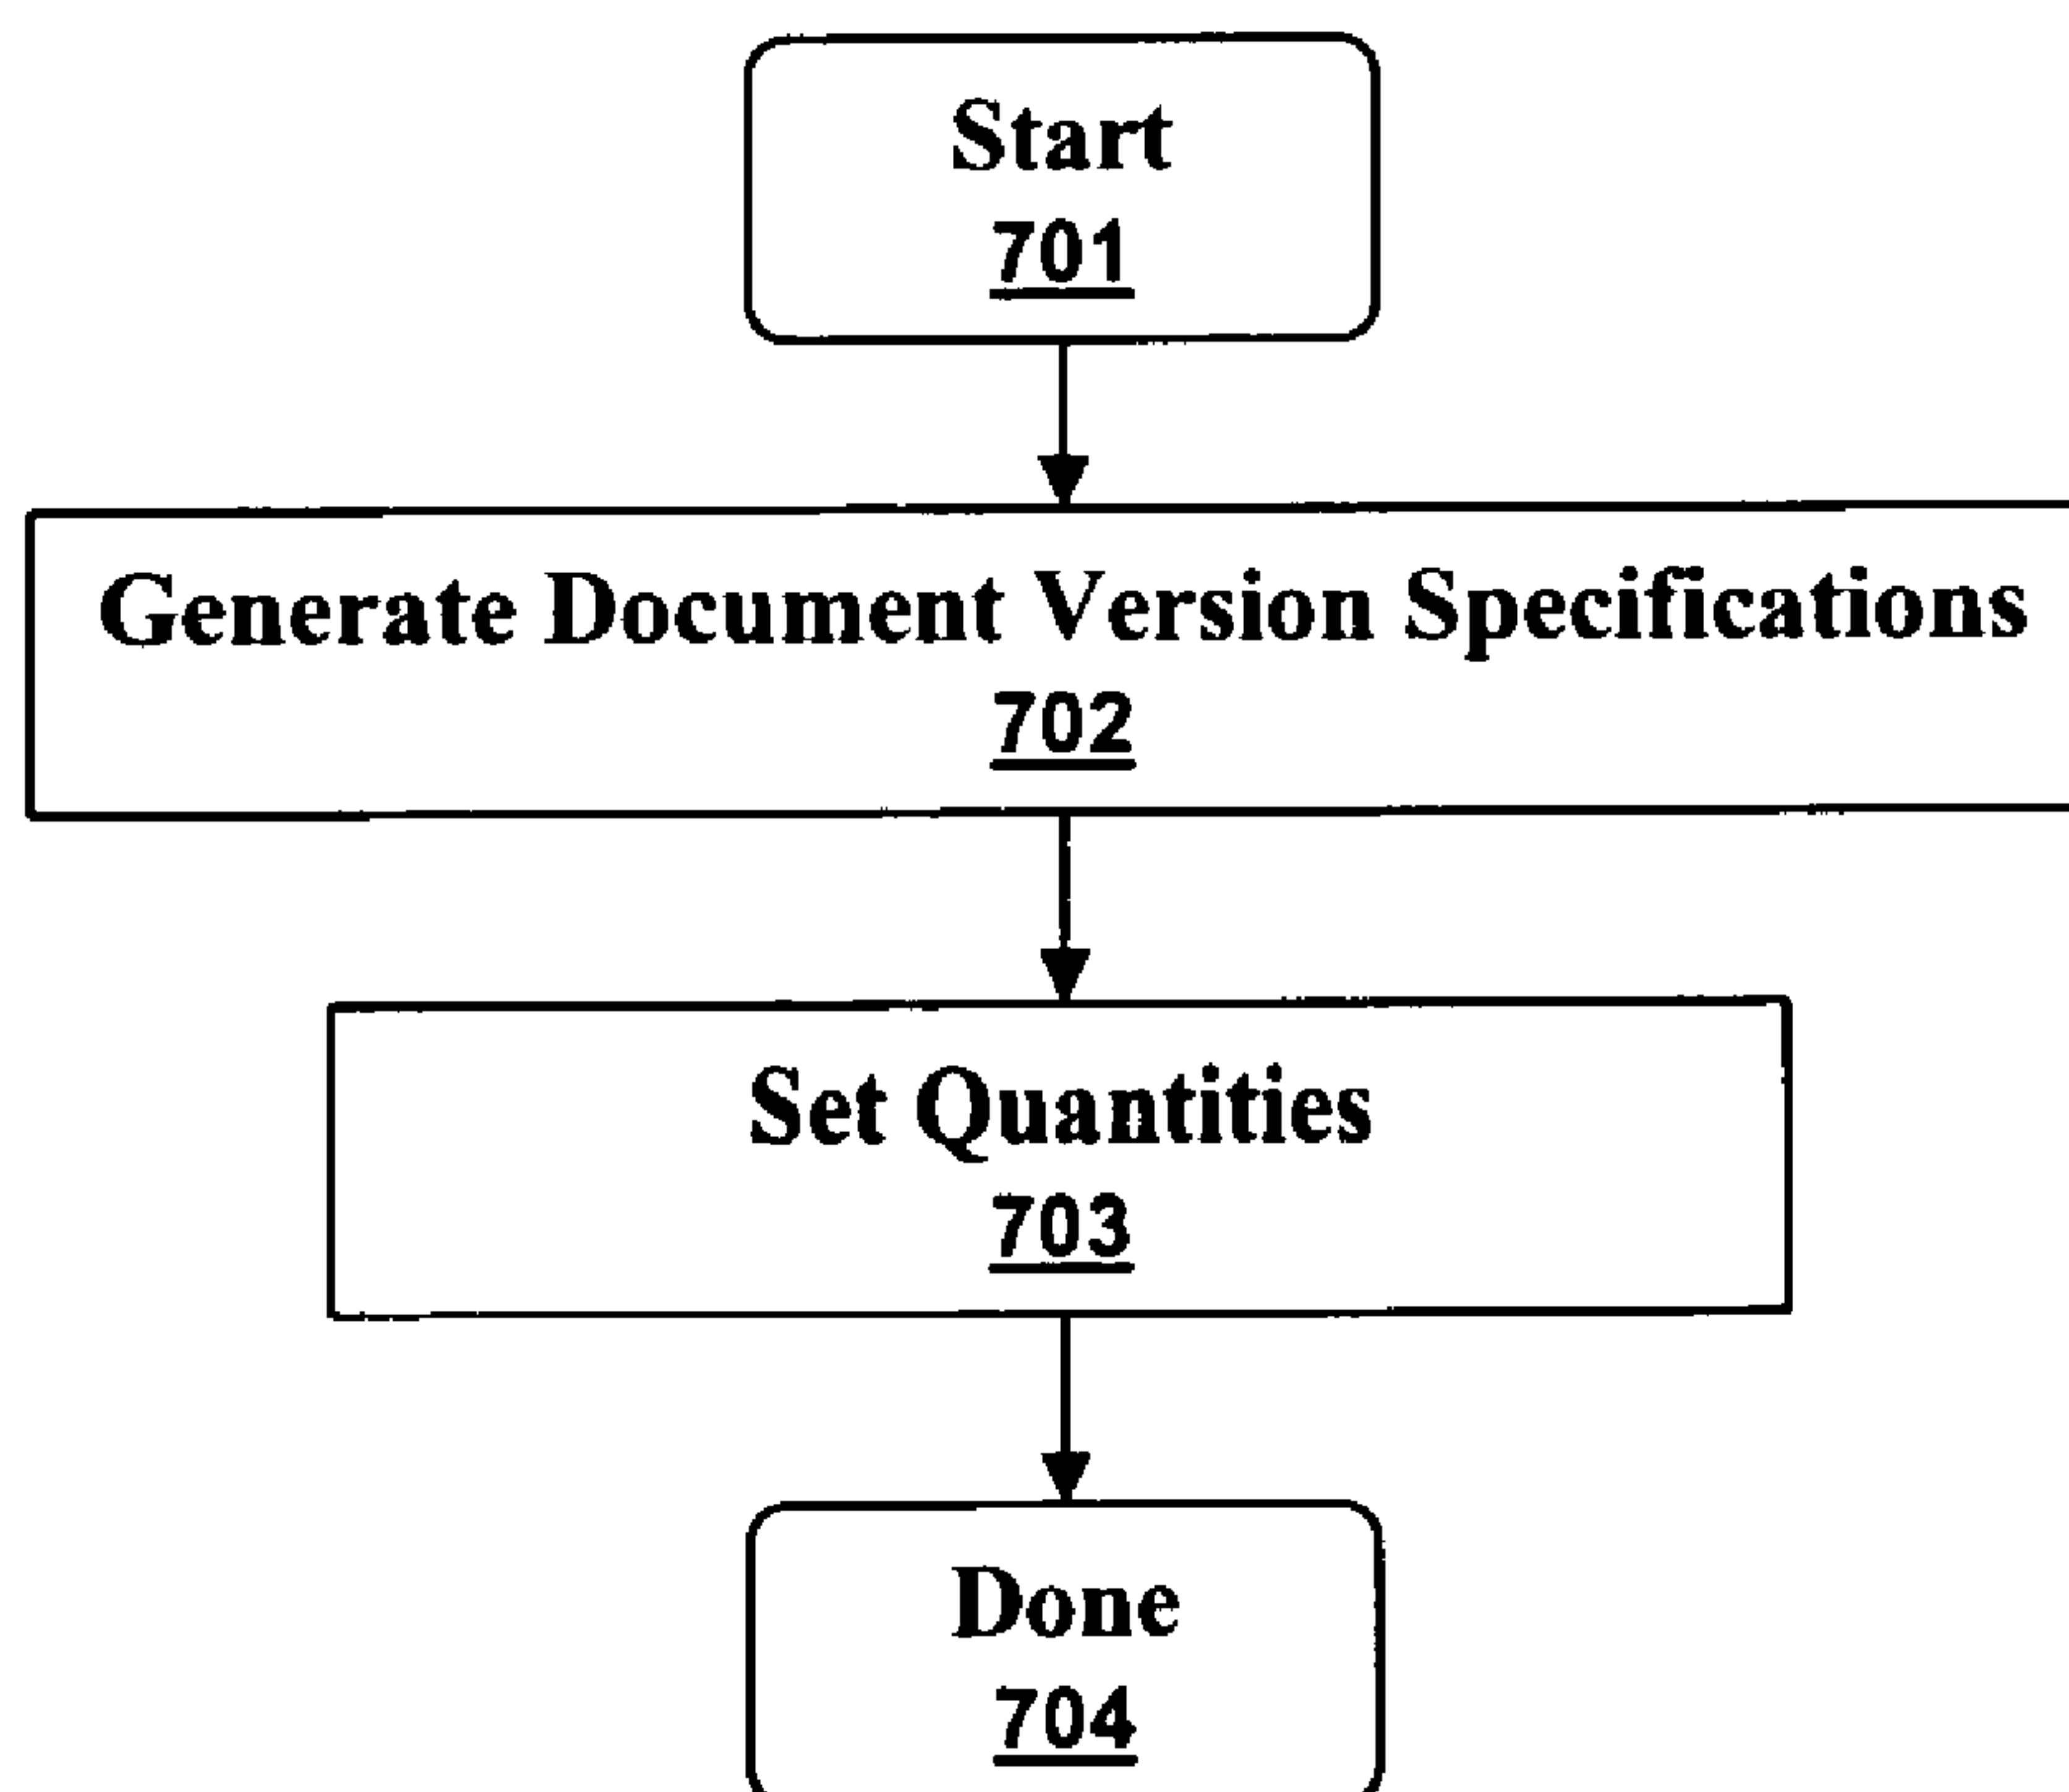 Start
701
Generate Document Version Specifications
702
Set Quantities
703
Done
704